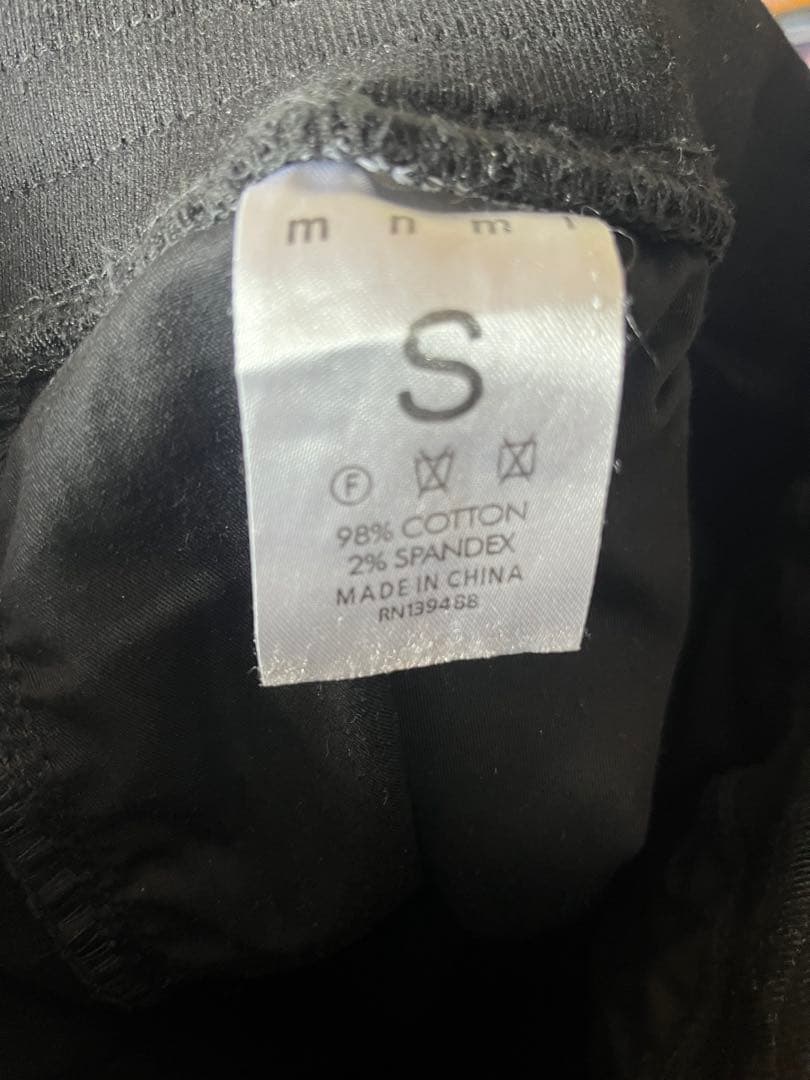 m n m l
S
F
98% COTTON
2% SPANDEX
MADE IN CHINA
RN139488